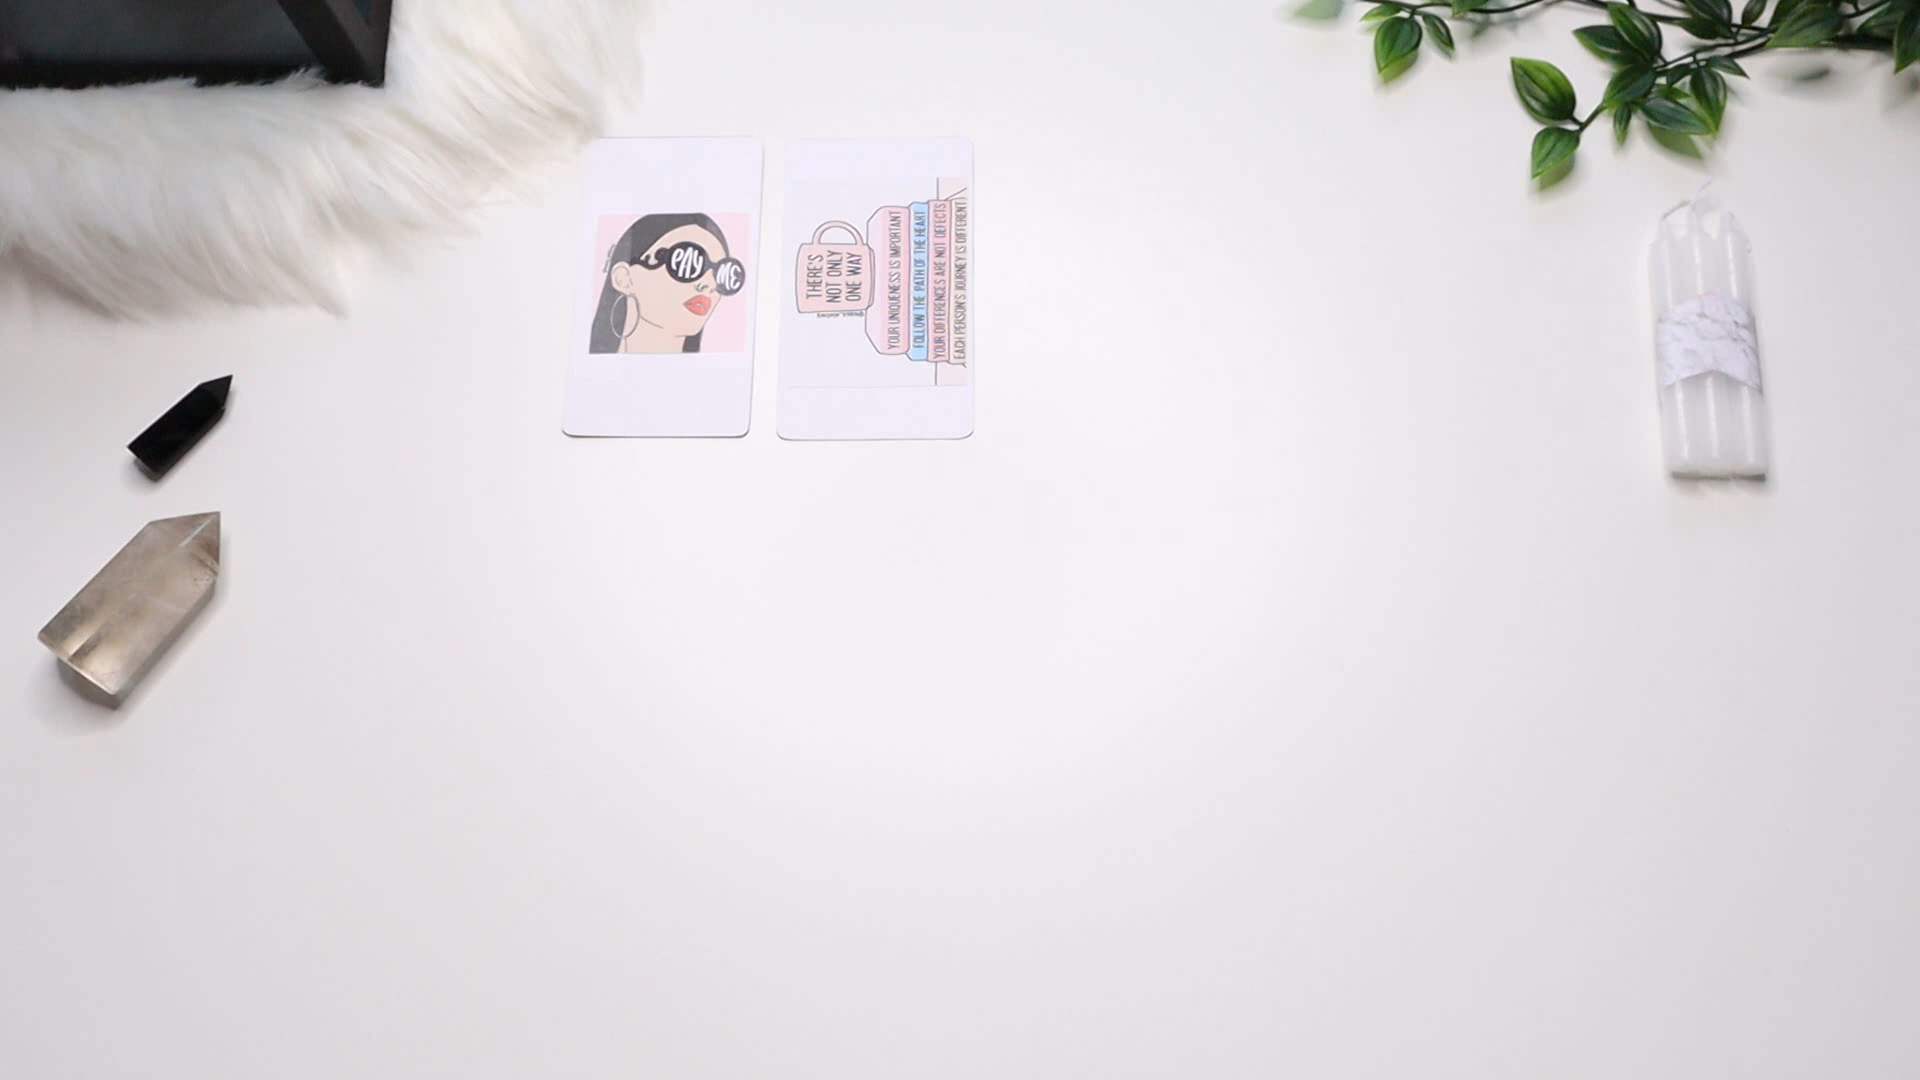 PAY ME
THERE'S
NOT ONLY
ONE WAY
YOUR UNIQUENESS IS IMPORTANT
FOLLOW THE PATH OF THE HEART
YOUR DIFFERENCES ARE NOT DEFECTS
EACH PERSON'S JOURNEY IS DIFFERENT